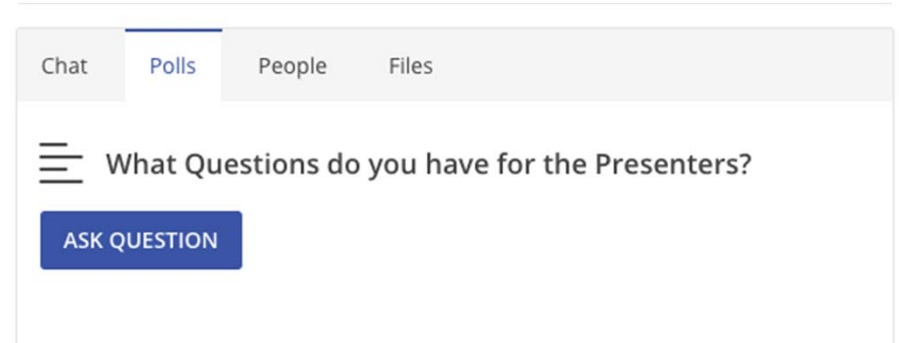 Chat Polls People Files
What Questions do you have for the Presenters?
ASK QUESTION